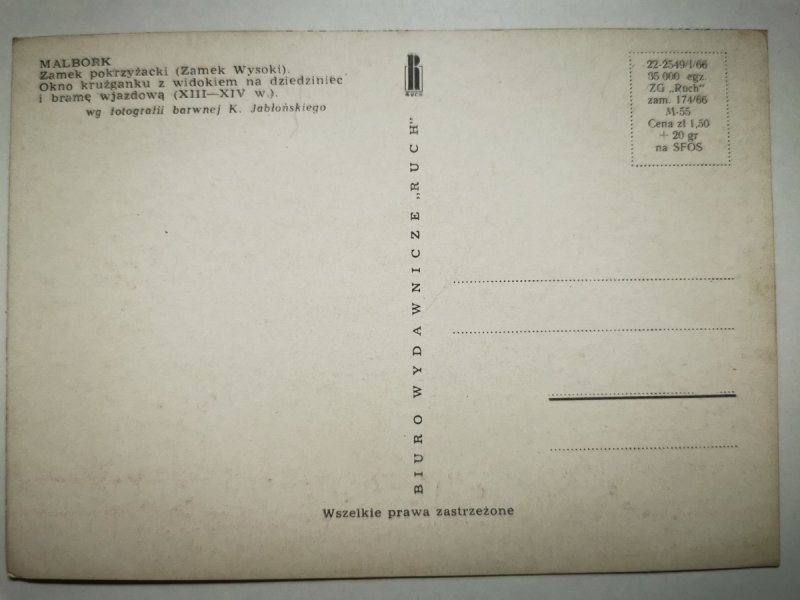 MALBORK
Zamek pokrzyżacki (Zamek Wysoki).
Okno krużganku z widokiem na dziedziniec
i bramę wjazdową (XIII—XIV w.).
wg fotografii barwnej K. Jabłońskiego
R
RUCH
22-2549/I/66
35 000 egz.
ZG „Ruch"
zam. 174/66
M-55
Cena zł 1,50
+ 20 gr
na SFOS
BIURO WYDAWNICZE „RUCH"
Wszelkie prawa zastrzeżone